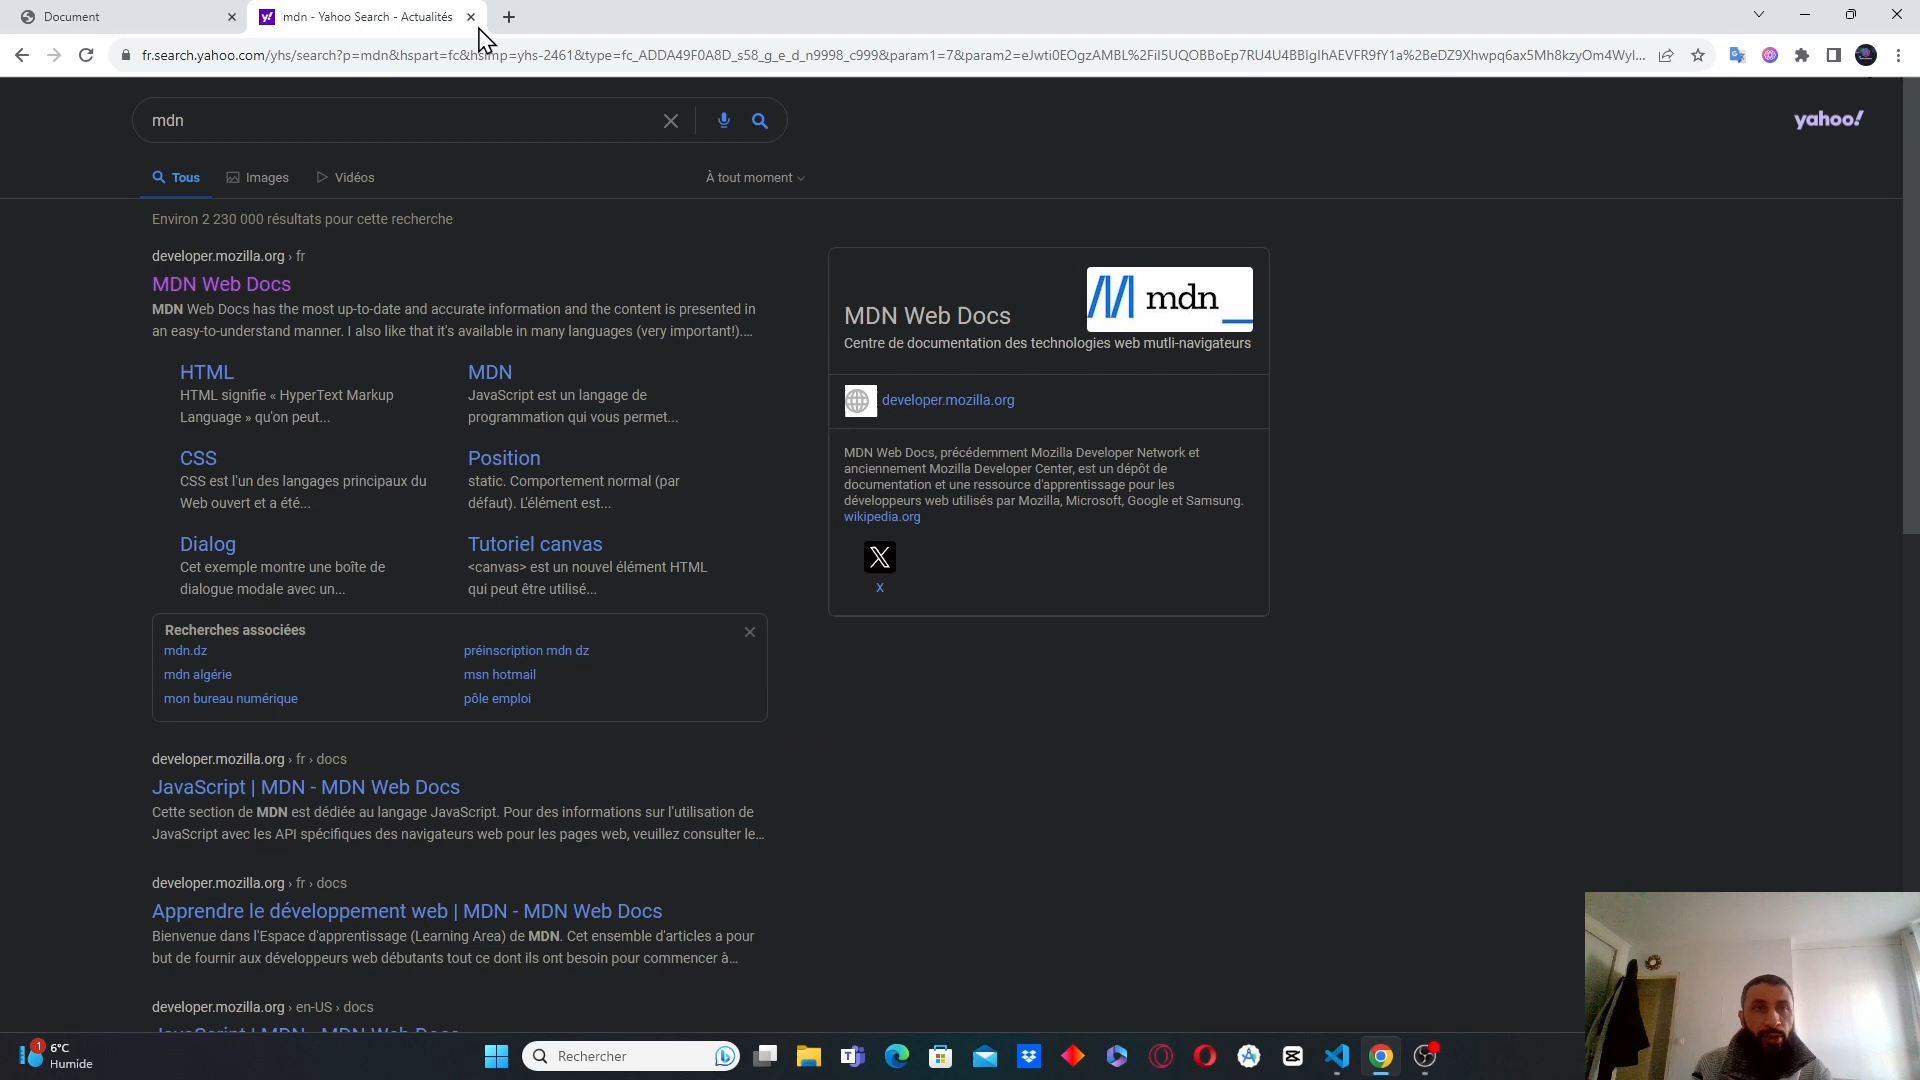 Document
mdn - Yahoo Search - Actualités
fr.search.yahoo.com/yhs/search?p=mdn&hspart=fc&hsimp=yhs-2461&type=fc_ADDA49F0A8D_s58_g_e_d_n9998_c999&param1=7&param2=eJwti0EOgzAMBL%2FiI5UQOBBoEp7RU4U4BBIgIhAEVFR9fY1a%2BeDZ9Xhwpq6ax5Mh8kzyOm4Wyl...
mdn
yahoo!
Tous
Images
Vidéos
À tout moment
Environ 2 230 000 résultats pour cette recherche
developer.mozilla.org › fr
MDN Web Docs
MDN Web Docs has the most up-to-date and accurate information and the content is presented in
an easy-to-understand manner. I also like that it's available in many languages (very important!)....
HTML
HTML signifie « HyperText Markup
Language » qu'on peut...
MDN
JavaScript est un langage de
programmation qui vous permet...
CSS
CSS est l'un des langages principaux du
Web ouvert et a été...
Position
static. Comportement normal (par
défaut). L'élément est...
Dialog
Cet exemple montre une boîte de
dialogue modale avec un...
Tutoriel canvas
<canvas> est un nouvel élément HTML
qui peut être utilisé...
Recherches associées
mdn.dz
mdn algérie
mon bureau numérique
préinscription mdn dz
msn hotmail
pôle emploi
developer.mozilla.org › fr › docs
JavaScript | MDN - MDN Web Docs
Cette section de MDN est dédiée au langage JavaScript. Pour des informations sur l'utilisation de
JavaScript avec les API spécifiques des navigateurs web pour les pages web, veuillez consulter le...
developer.mozilla.org › fr › docs
Apprendre le développement web | MDN - MDN Web Docs
Bienvenue dans l'Espace d'apprentissage (Learning Area) de MDN. Cet ensemble d'articles a pour
but de fournir aux développeurs web débutants tout ce dont ils ont besoin pour commencer à...
developer.mozilla.org › en-US › docs
JavaScript | MDN - MDN Web Docs
MDN Web Docs
mdn_
Centre de documentation des technologies web mutli-navigateurs
developer.mozilla.org
MDN Web Docs, précédemment Mozilla Developer Network et
anciennement Mozilla Developer Center, est un dépôt de
documentation et une ressource d'apprentissage pour les
développeurs web utilisés par Mozilla, Microsoft, Google et Samsung.
wikipedia.org
X
1
6°C
Humide
Rechercher